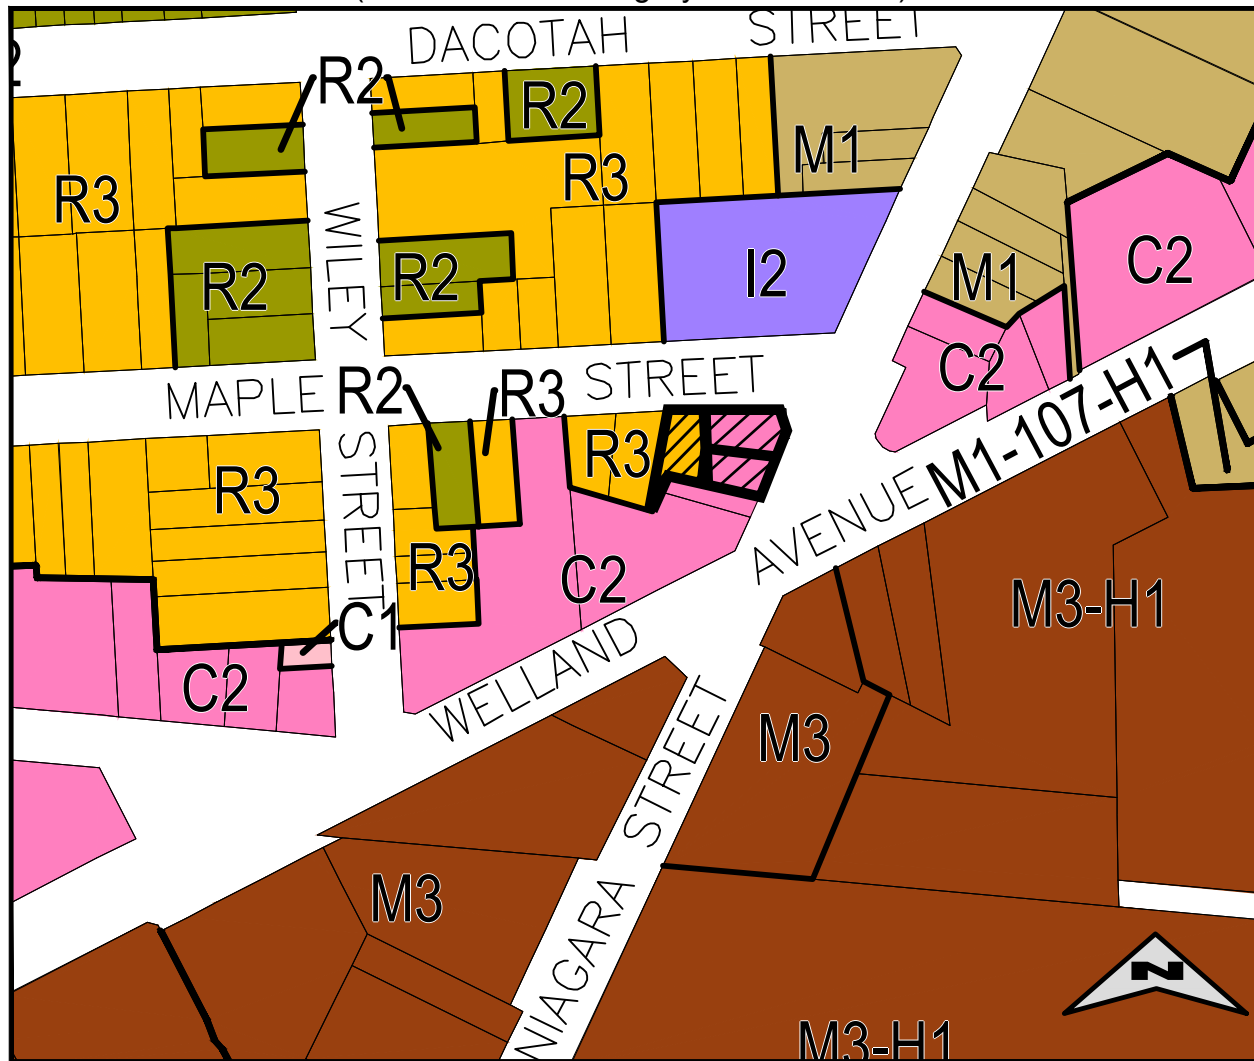 DACOTAH STREET
R2
R2
R3
R3
M1
WILEY STREET
R2
R2
I2
M1
C2
C2
MAPLE STREET
R2
R3
R3
R3
R3
C2
M1-107-H1
WELLAND AVENUE
C1
C2
M3-H1
M3
NIAGARA STREET
M3
N
M3-H1